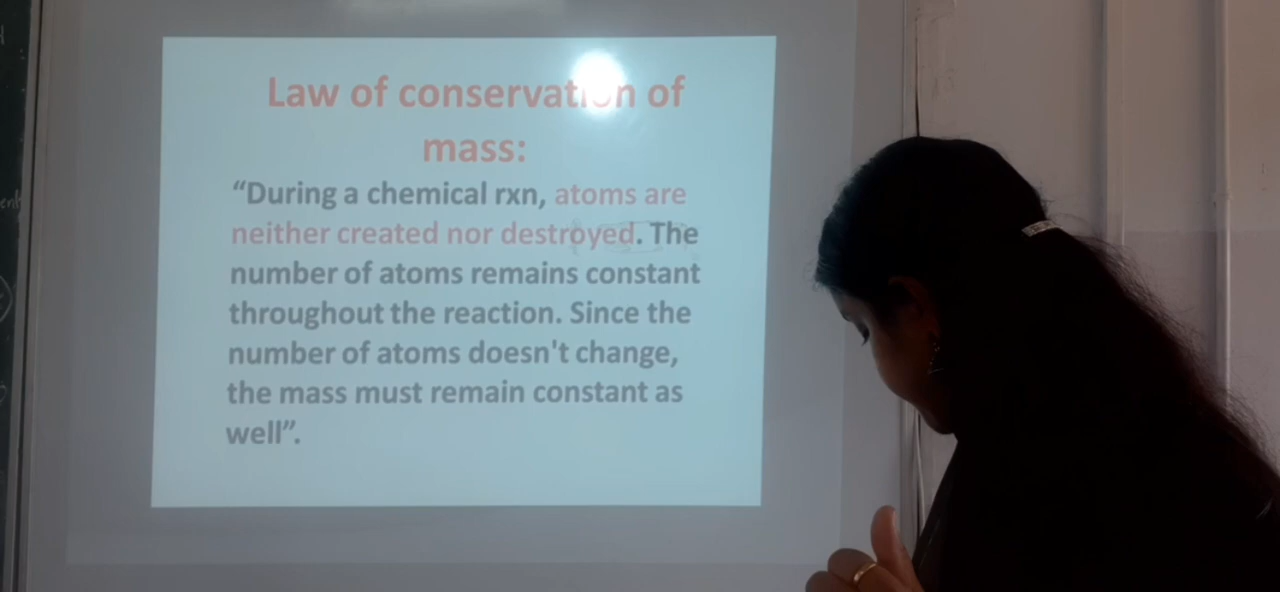 Law of conservation of
mass:
“During a chemical rxn, atoms are
neither created nor destroyed. The
number of atoms remains constant
throughout the reaction. Since the
number of atoms doesn't change,
the mass must remain constant as
well”.